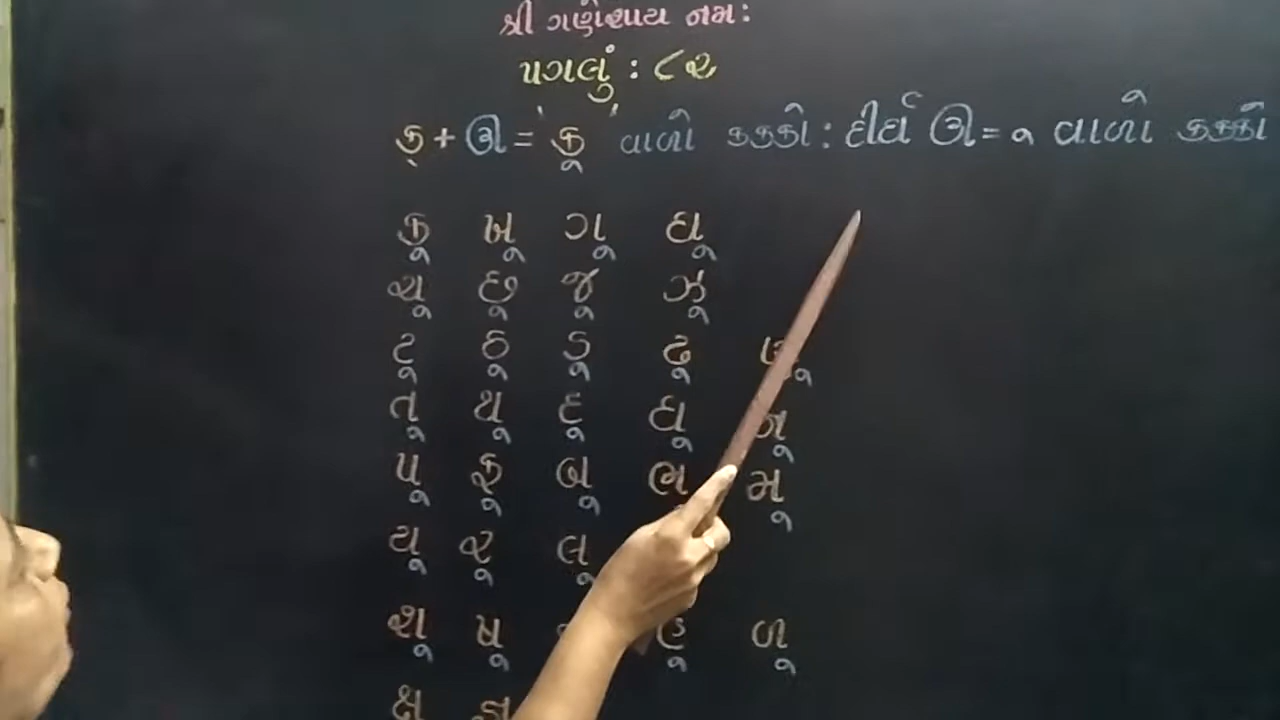 શ્રી ગણેશાય નમઃ
પગલું : ૮૨
ક્ + ઊ = કૂ વાળો કક્કો : દીર્ઘ ઊ = ૂ વાળો કક્કો
કૂ ખૂ ગૂ ઘૂ
ચૂ છૂ જૂ ઝૂ
ટૂ ઠૂ ડૂ ઢૂ ણૂ
તૂ થૂ દૂ ધૂ નૂ
પૂ ફૂ બૂ ભૂ મૂ
યૂ રૂ લૂ
શૂ ષૂ હૂ ળૂ
ક્ષ જ્ઞ